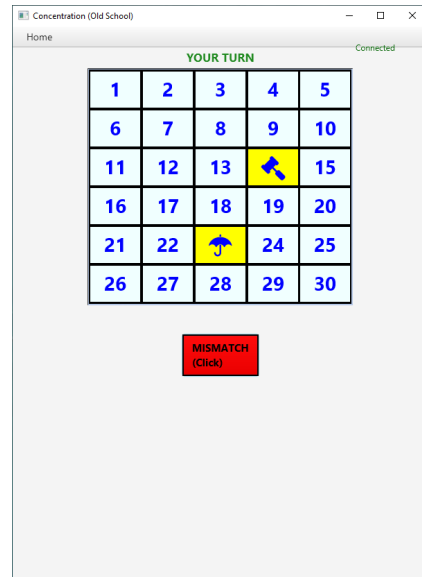 Concentration (Old School)
Home
Connected
YOUR TURN
1 2 3 4 5
6 7 8 9 10
11 12 13 15
16 17 18 19 20
21 22 24 25
26 27 28 29 30
MISMATCH
(Click)